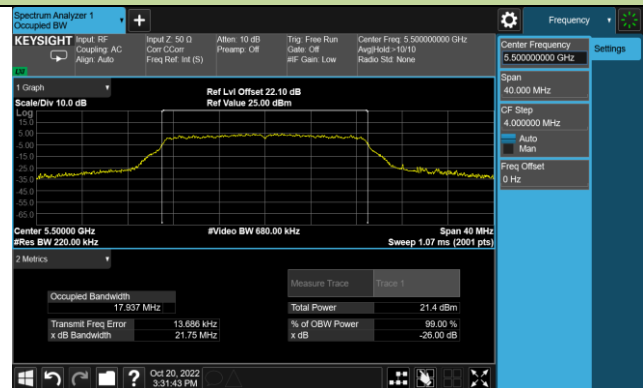 Spectrum Analyzer 1
Occupied BW
+
Frequency
KEYSIGHT
Input: RF
Coupling: AC
Align: Auto
Input Z: 50 Ω
Corr CCorr
Freq Ref: Int (S)
Atten: 10 dB
Preamp: Off
Trig: Free Run
Gate: Off
#IF Gain: Low
Center Freq: 5.500000000 GHz
Avg|Hold:>10/10
Radio Std: None
Center Frequency
5.500000000 GHz
Settings
Span
40.000 MHz
CF Step
4.000000 MHz
Auto
Man
Freq Offset
0 Hz
1 Graph
Scale/Div 10.0 dB
Ref Lvl Offset 22.10 dB
Ref Value 25.00 dBm
Log
15.0
5.00
-5.00
-15.0
-25.0
-35.0
-45.0
-55.0
-65.0
Center 5.50000 GHz
#Video BW 680.00 kHz
Span 40 MHz
#Res BW 220.00 kHz
Sweep 1.07 ms (2001 pts)
2 Metrics
Measure Trace
Trace 1
Occupied Bandwidth
17.937 MHz
Total Power
21.4 dBm
Transmit Freq Error
13.686 kHz
% of OBW Power
99.00 %
x dB Bandwidth
21.75 MHz
x dB
-26.00 dB
?
Oct 20, 2022
3:31:43 PM